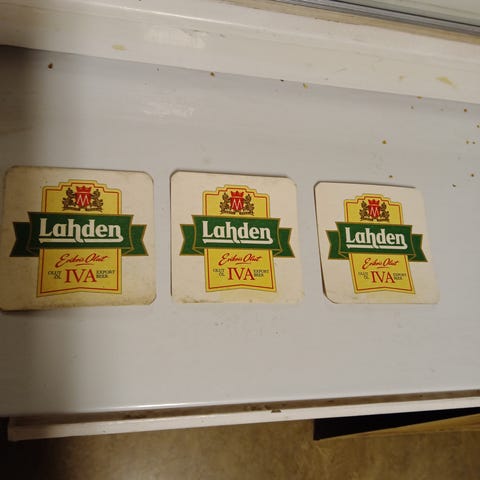 M
Lahden
Erikois Olut
OLUT ÖL IVA EXPORT BEER
M
Lahden
Erikois Olut
OLUT ÖL IVA EXPORT BEER
M
Lahden
Erikois Olut
OLUT ÖL IVA EXPORT BEER